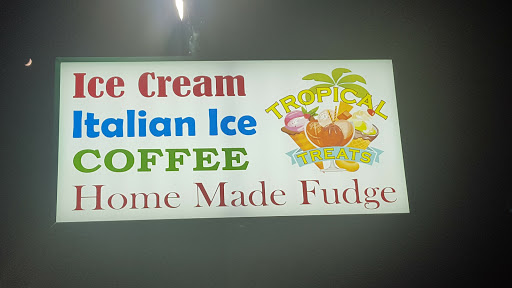 Ice Cream
Italian Ice
COFFEE
Home Made Fudge
TROPICAL
TREATS